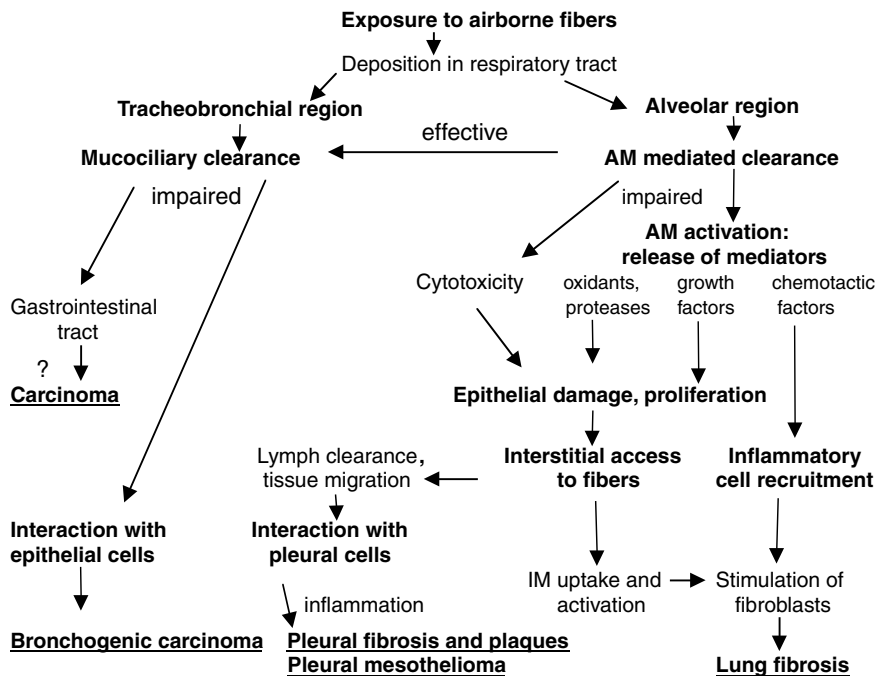 Exposure to airborne fibers
Deposition in respiratory tract
Tracheobronchial region
Alveolar region
effective
Mucociliary clearance
AM mediated clearance
impaired
impaired
AM activation:
release of mediators
Cytotoxicity
oxidants,
proteases
growth
factors
chemotactic
factors
Gastrointestinal
tract
?
Carcinoma
Epithelial damage, proliferation
Lymph clearance,
tissue migration
Interstitial access
to fibers
Inflammatory
cell recruitment
Interaction with
epithelial cells
Interaction with
pleural cells
IM uptake and
activation
Stimulation of
fibroblasts
inflammation
Bronchogenic carcinoma
Pleural fibrosis and plaques
Pleural mesothelioma
Lung fibrosis